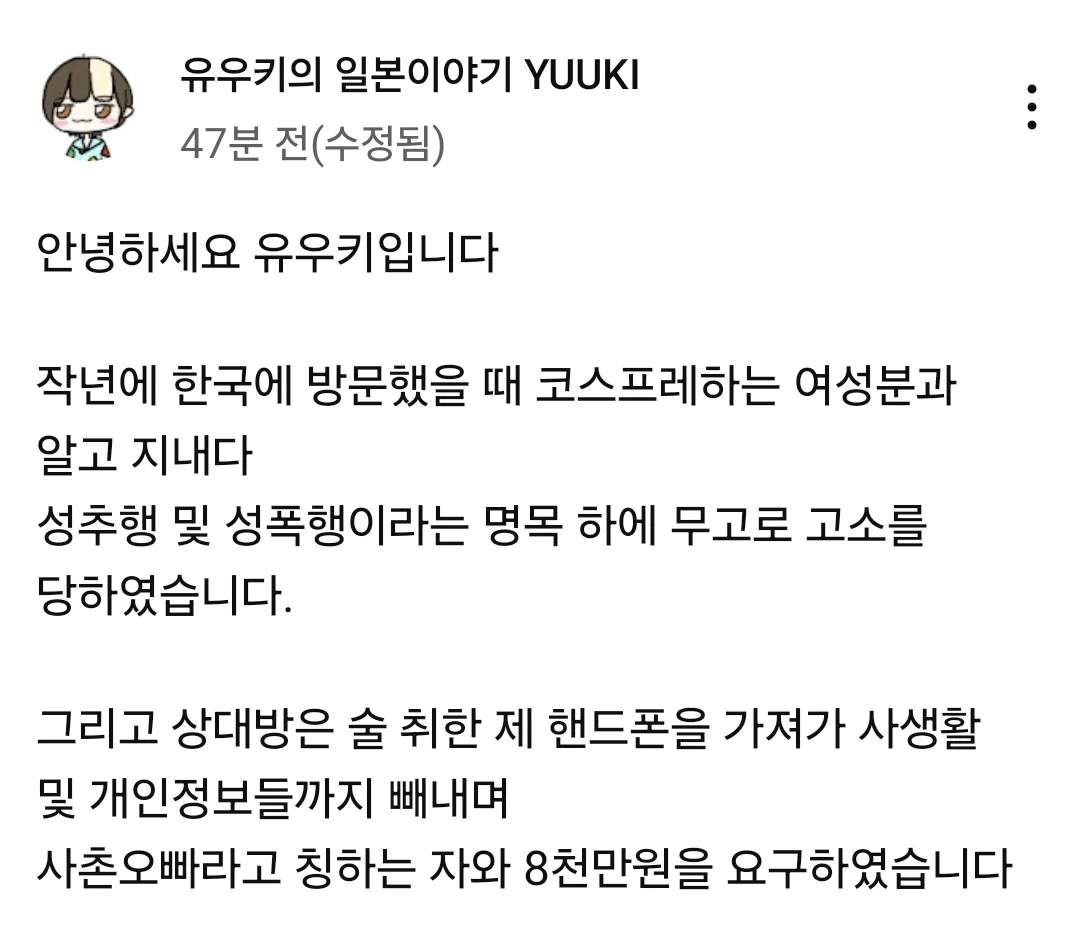 유우키의 일본이야기 YUUKI
47분 전(수정됨)
안녕하세요 유우키입니다
작년에 한국에 방문했을 때 코스프레하는 여성분과
알고 지내다
성추행 및 성폭행이라는 명목 하에 무고로 고소를
당하였습니다.
그리고 상대방은 술 취한 제 핸드폰을 가져가 사생활
및 개인정보들까지 빼내며
사촌오빠라고 칭하는 자와 8천만원을 요구하였습니다